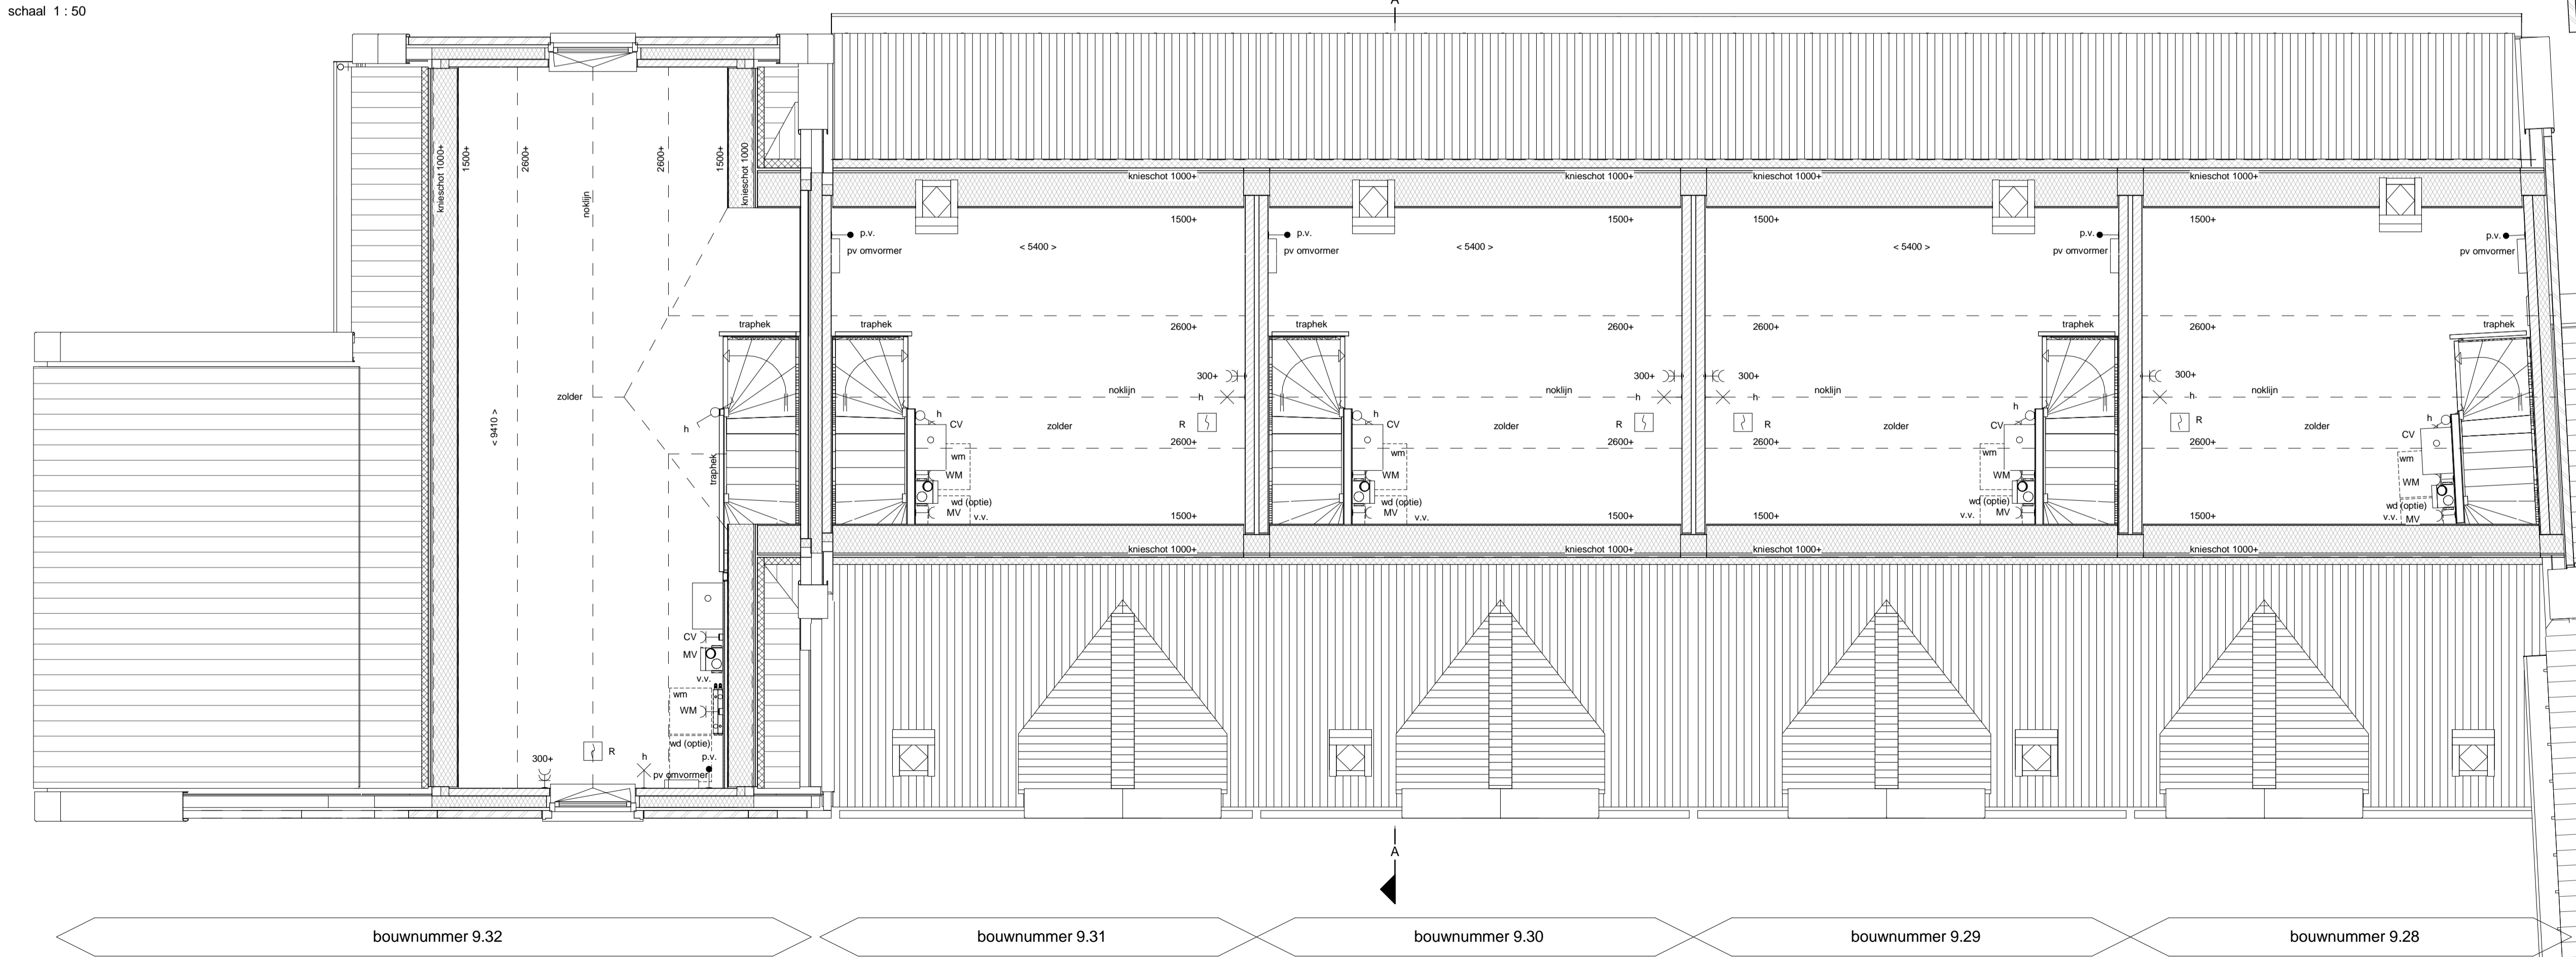 schaal 1 : 50
A
knieschot 1000+
1500+
2600+
noklijn
2600+
1500+
knieschot 1000
zolder
< 9410 >
traphek
h
traphek
CV
MV
v.v.
wm
WM
wd (optie)
p.v.
pv omvormer
300+
R
h
knieschot 1000+
1500+
p.v.
pv omvormer
< 5400 >
traphek
2600+
300+
noklijn
h
h
CV
R
zolder
2600+
wm
WM
wd (optie)
MV
v.v.
1500+
knieschot 1000+
knieschot 1000+
1500+
p.v.
pv omvormer
< 5400 >
traphek
2600+
300+
noklijn
h
h
CV
R
zolder
2600+
wm
WM
wd (optie)
MV
v.v.
1500+
knieschot 1000+
knieschot 1000+
1500+
p.v.
pv omvormer
< 5400 >
traphek
2600+
300+
noklijn
h
h
CV
R
zolder
2600+
wm
WM
wd (optie)
MV
v.v.
1500+
knieschot 1000+
knieschot 1000+
1500+
p.v.
pv omvormer
traphek
2600+
300+
noklijn
h
h
CV
R
zolder
2600+
wm
WM
wd (optie)
MV
v.v.
1500+
knieschot 1000+
A
bouwnummer 9.32
bouwnummer 9.31
bouwnummer 9.30
bouwnummer 9.29
bouwnummer 9.28